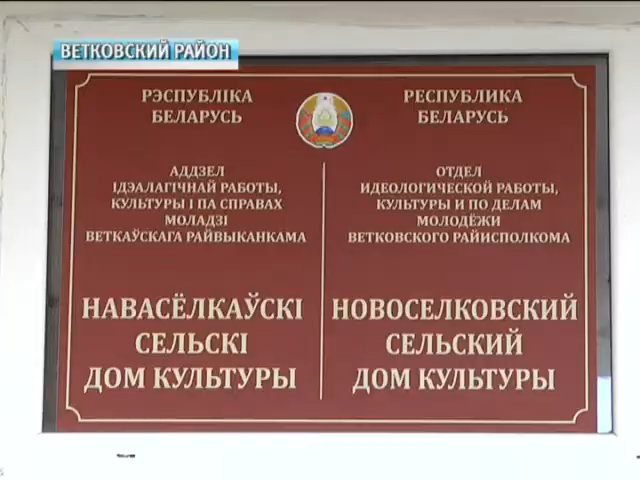 ВЕТКОВСКИЙ РАЙОН
РЭСПУБЛІКА
БЕЛАРУСЬ
АДДЗЕЛ
ІДЭАЛАГІЧНАЙ РАБОТЫ,
КУЛЬТУРЫ І ПА СПРАВАХ
МОЛАДЗІ
ВЕТКАЎСКАГА РАЙВЫКАНКАМА
НАВАСЁЛКАЎСКІ
СЕЛЬСКІ
ДОМ КУЛЬТУРЫ
РЕСПУБЛИКА
БЕЛАРУСЬ
ОТДЕЛ
ИДЕОЛОГИЧЕСКОЙ РАБОТЫ,
КУЛЬТУРЫ И ПО ДЕЛАМ
МОЛОДЁЖИ
ВЕТКОВСКОГО РАЙИСПОЛКОМА
НОВОСЕЛКОВСКИЙ
СЕЛЬСКИЙ
ДОМ КУЛЬТУРЫ